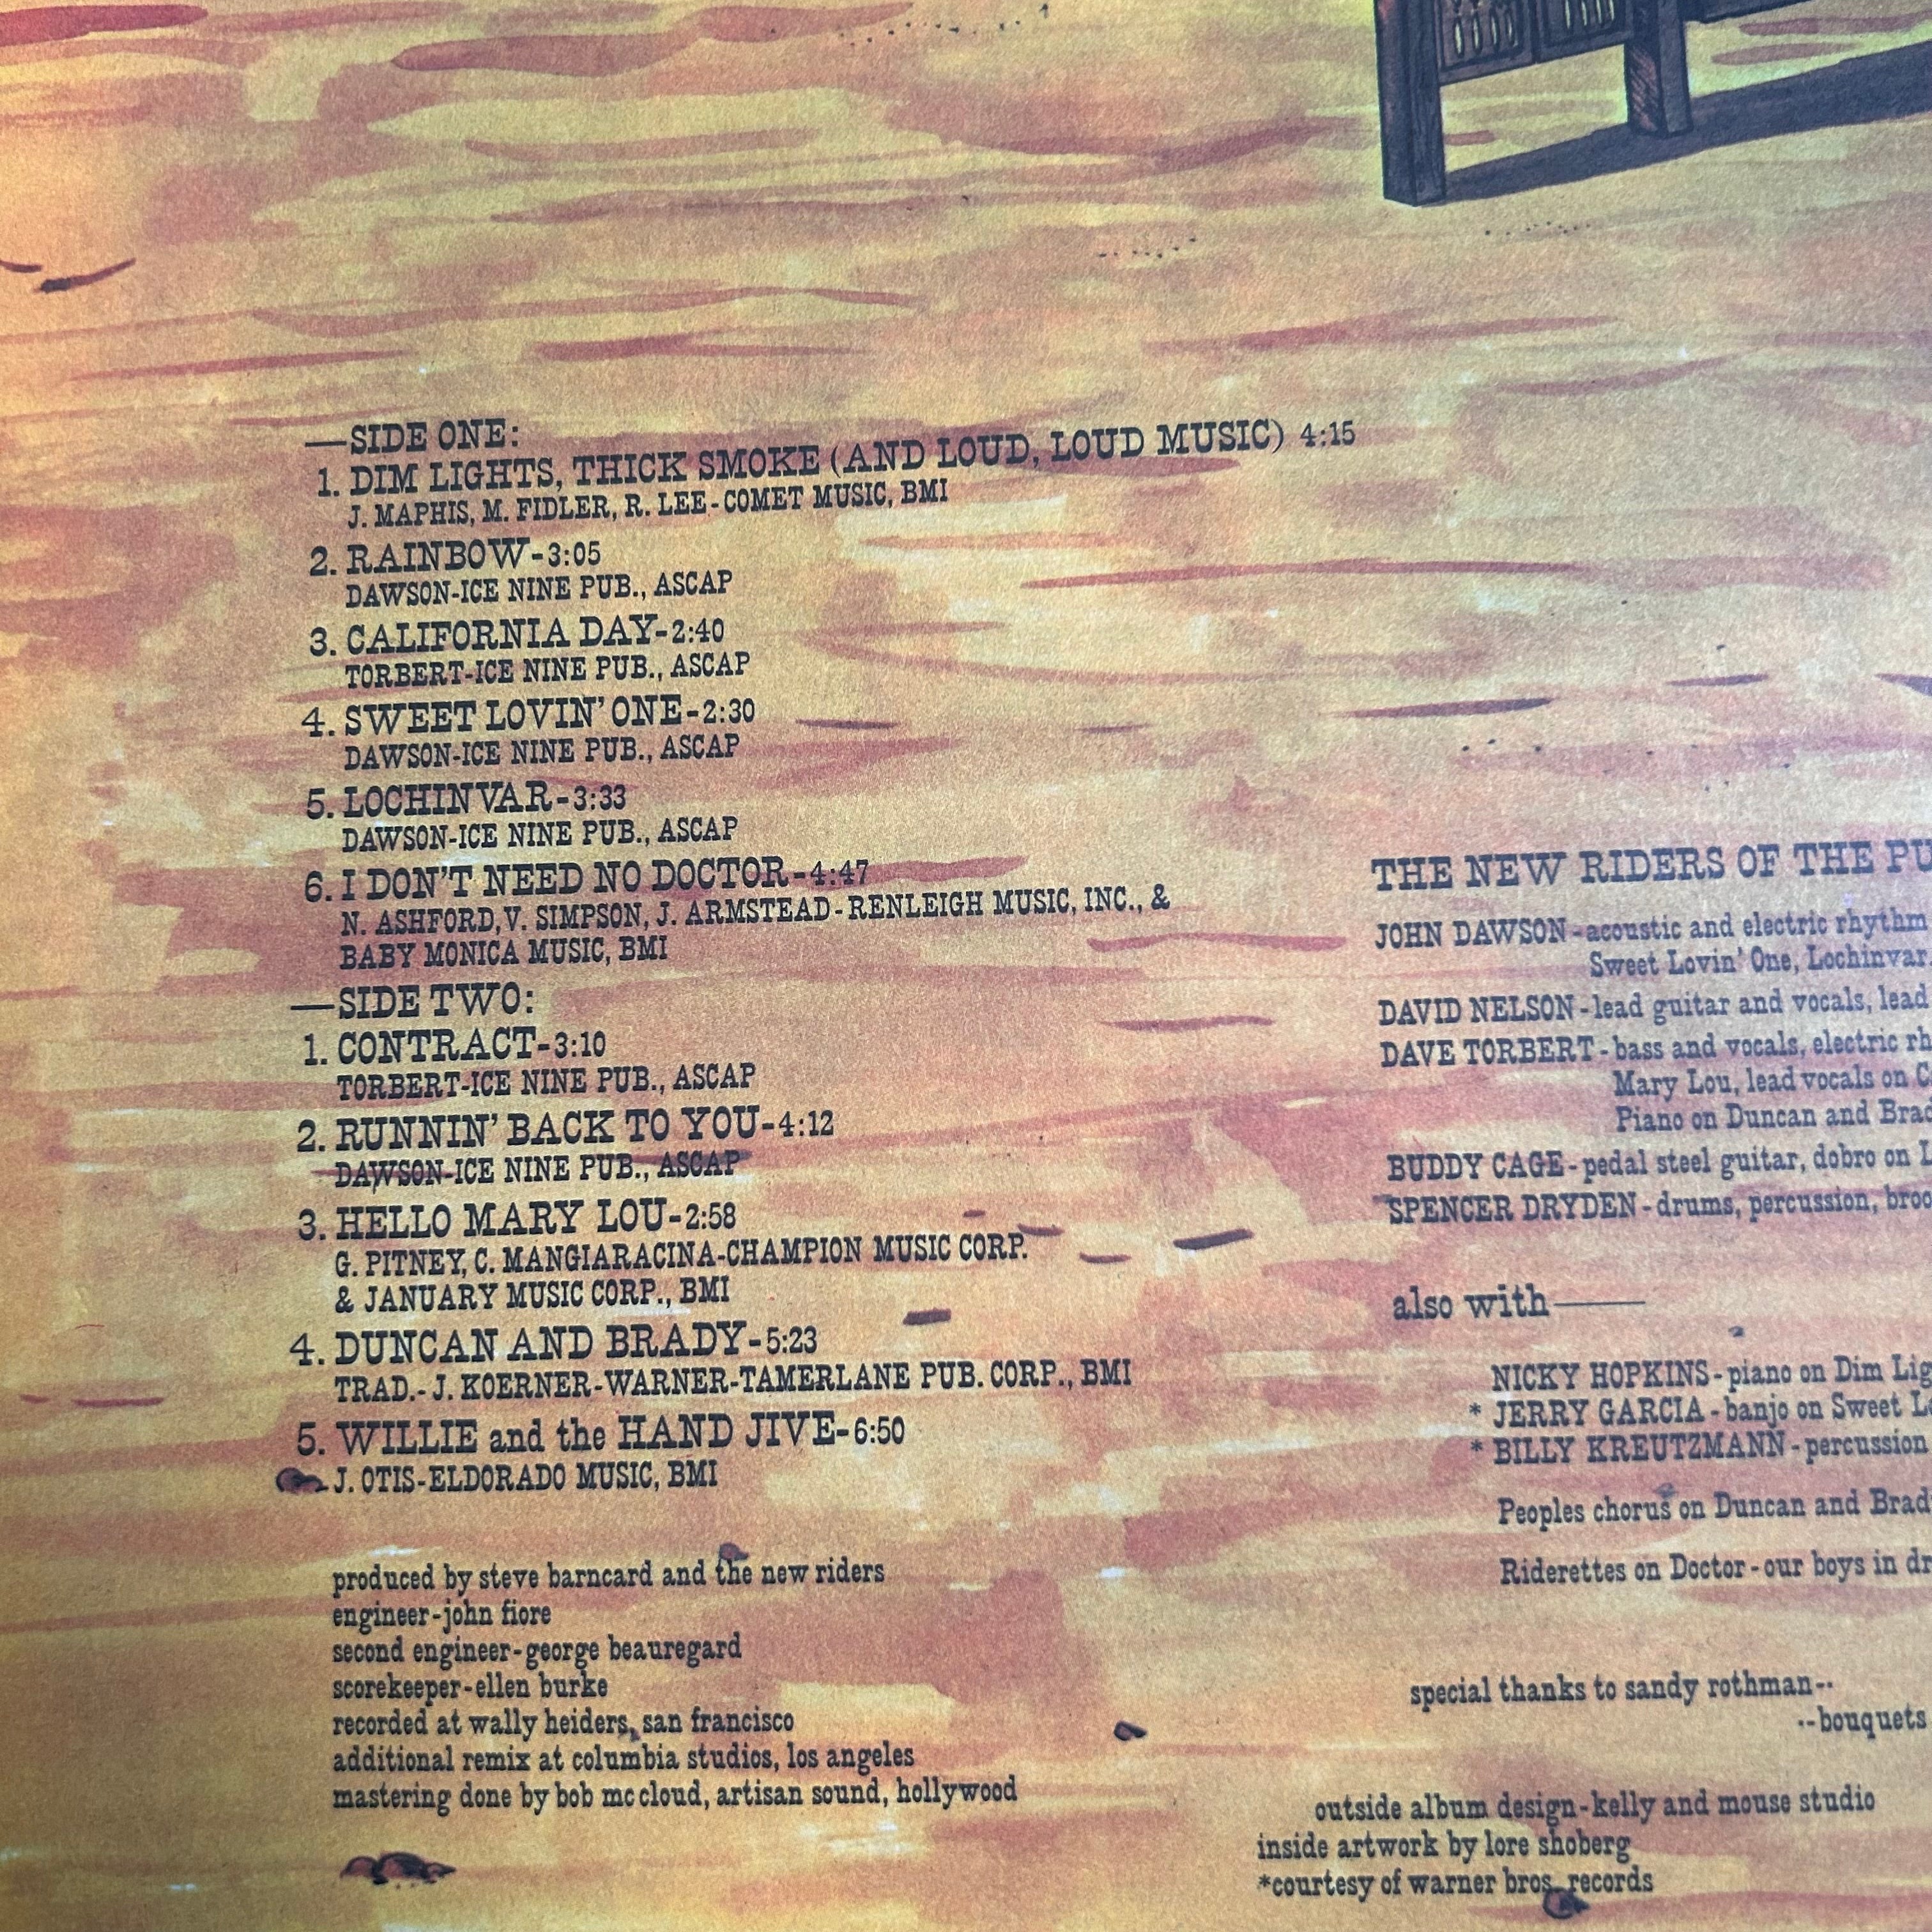 —SIDE ONE:
1. DIM LIGHTS, THICK SMOKE (AND LOUD, LOUD MUSIC) 4:15
J. MAPHIS, M. FIDLER, R. LEE-COMET MUSIC, BMI
2. RAINBOW-3:05
DAWSON-ICE NINE PUB., ASCAP
3. CALIFORNIA DAY-2:40
TORBERT-ICE NINE PUB., ASCAP
4. SWEET LOVIN' ONE-2:30
DAWSON-ICE NINE PUB., ASCAP
5. LOCHINVAR-3:33
DAWSON-ICE NINE PUB., ASCAP
6. I DON'T NEED NO DOCTOR-4:47
N. ASHFORD, V. SIMPSON, J. ARMSTEAD-RENLEIGH MUSIC, INC., &
BABY MONICA MUSIC, BMI
—SIDE TWO:
1. CONTRACT-3:10
TORBERT-ICE NINE PUB., ASCAP
2. RUNNIN' BACK TO YOU-4:12
DAWSON-ICE NINE PUB., ASCAP
3. HELLO MARY LOU-2:58
G. PITNEY, C. MANGIARACINA-CHAMPION MUSIC CORP.
& JANUARY MUSIC CORP., BMI
4. DUNCAN AND BRADY-5:23
TRAD.-J. KOERNER-WARNER-TAMERLANE PUB. CORP., BMI
5. WILLIE and the HAND JIVE-6:50
J. OTIS-ELDORADO MUSIC, BMI
produced by steve barncard and the new riders
engineer-john fiore
second engineer-george beauregard
scorekeeper-ellen burke
recorded at wally heiders, san francisco
additional remix at columbia studios, los angeles
mastering done by bob mc cloud, artisan sound, hollywood
THE NEW RIDERS OF THE PU
JOHN DAWSON-acoustic and electric rhythm
Sweet Lovin' One, Lochinvar,
DAVID NELSON-lead guitar and vocals, lead
DAVE TORBERT-bass and vocals, electric rh
Mary Lou, lead vocals on C
Piano on Duncan and Brad
BUDDY CAGE-pedal steel guitar, dobro on L
SPENCER DRYDEN-drums, percussion, broo
also with——
NICKY HOPKINS-piano on Dim Lig
* JERRY GARCIA-banjo on Sweet L
* BILLY KREUTZMANN-percussion
Peoples chorus on Duncan and Brad
Riderettes on Doctor-our boys in dr
special thanks to sandy rothman--
--bouquets
outside album design-kelly and mouse studio
inside artwork by lore shoberg
*courtesy of warner bros. records